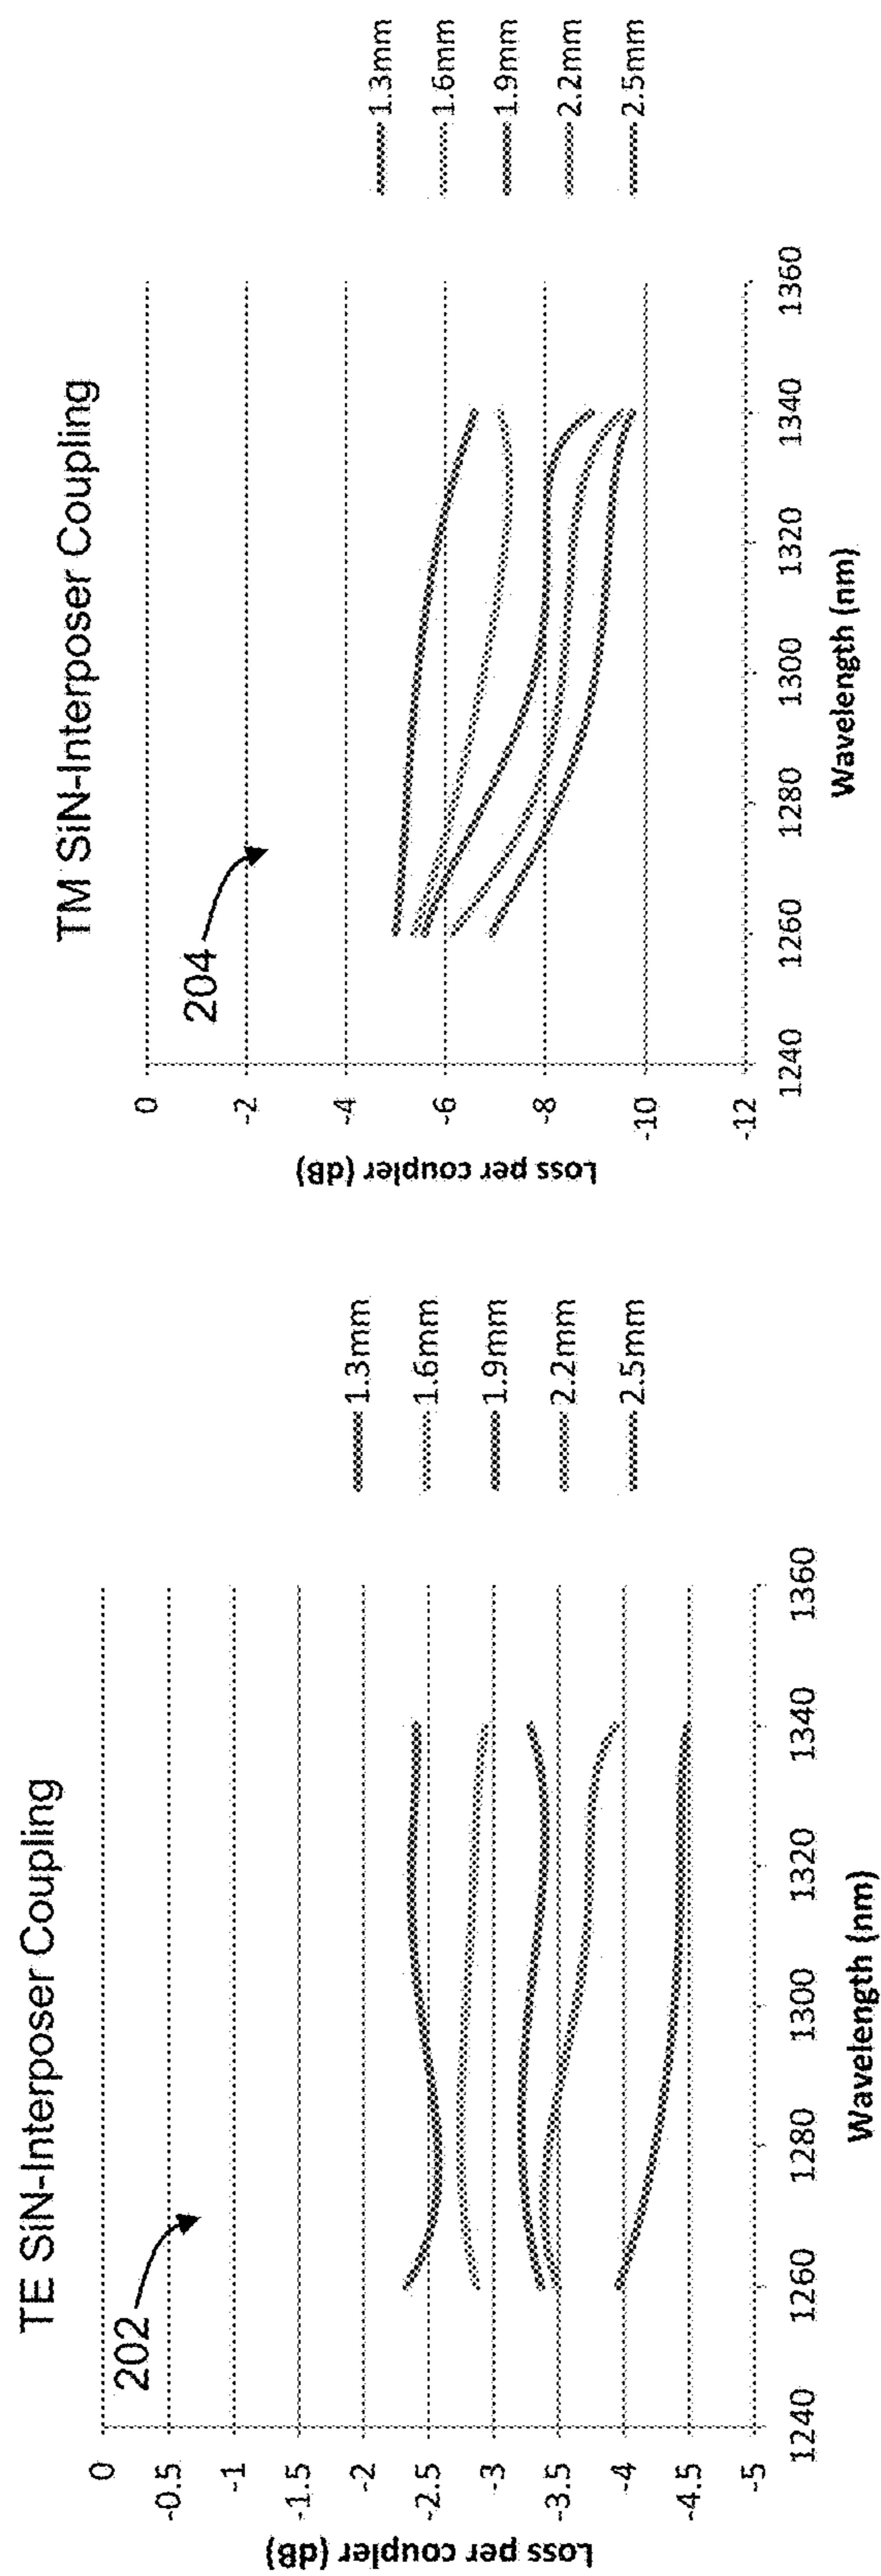 TE SiN-Interposer Coupling
202
0
-0.5
-1
-1.5
-2
-2.5
-3
-3.5
-4
-4.5
-5
Loss per coupler (dB)
1240
1260
1280
1300
1320
1340
1360
Wavelength (nm)
1.3mm
1.6mm
1.9mm
2.2mm
2.5mm
TM SiN-Interposer Coupling
204
0
-2
-4
-6
-8
-10
-12
Loss per coupler (dB)
1240
1260
1280
1300
1320
1340
1360
Wavelength (nm)
1.3mm
1.6mm
1.9mm
2.2mm
2.5mm